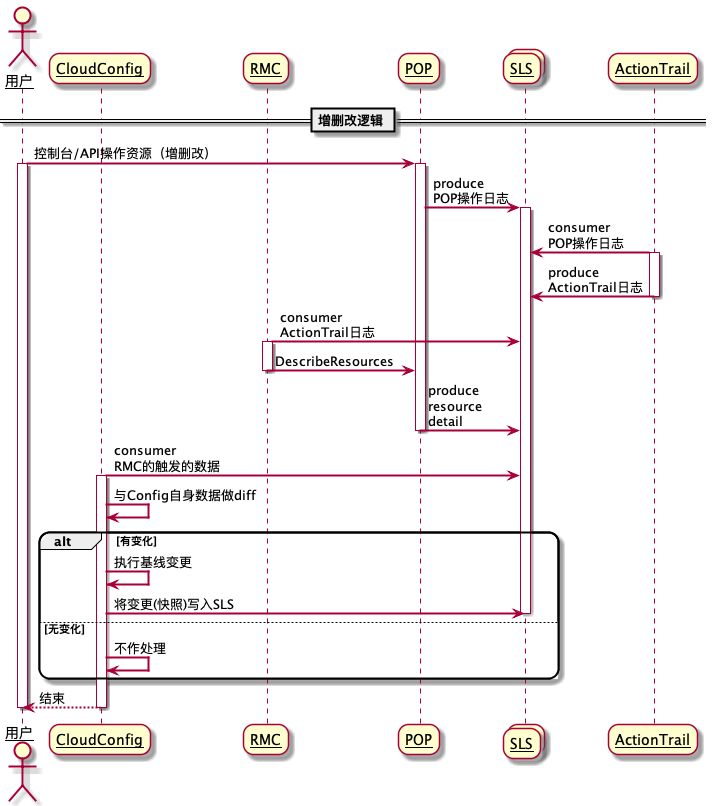 用户
CloudConfig
RMC
POP
SLS
ActionTrail
增删改逻辑
控制台/API操作资源（增删改）
produce
POP操作日志
consumer
POP操作日志
produce
ActionTrail日志
consumer
ActionTrail日志
DescribeResources
produce
resource
detail
consumer
RMC的触发的数据
与Config自身数据做diff
alt
[有变化]
执行基线变更
将变更(快照)写入SLS
[无变化]
不作处理
结束
用户
CloudConfig
RMC
POP
SLS
ActionTrail